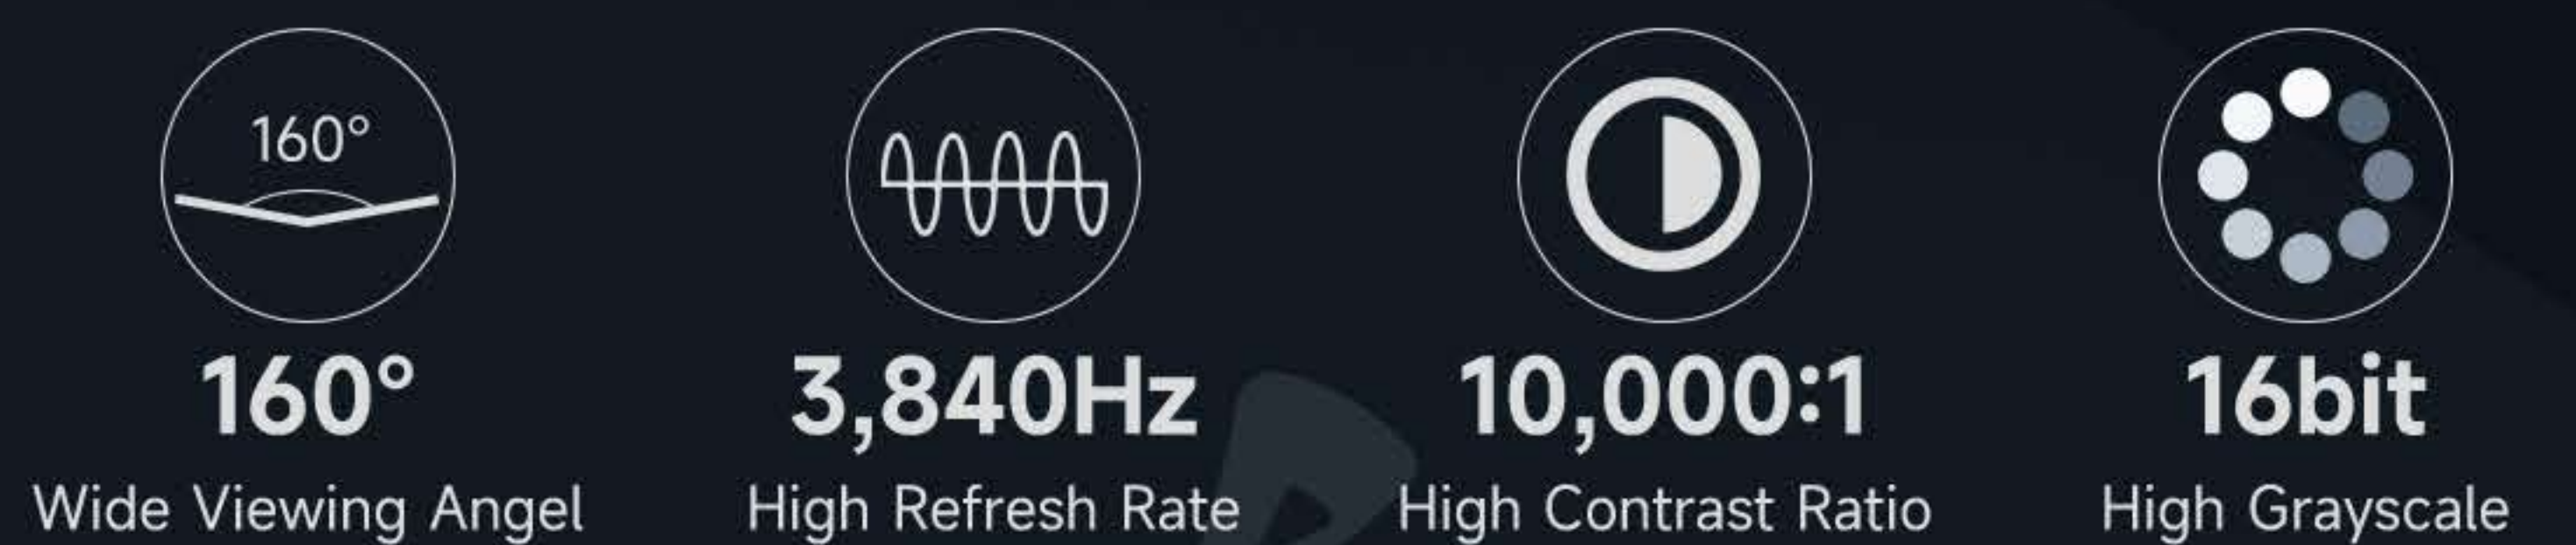 160°
160°
Wide Viewing Angel
3,840Hz
High Refresh Rate
10,000:1
High Contrast Ratio
16bit
High Grayscale